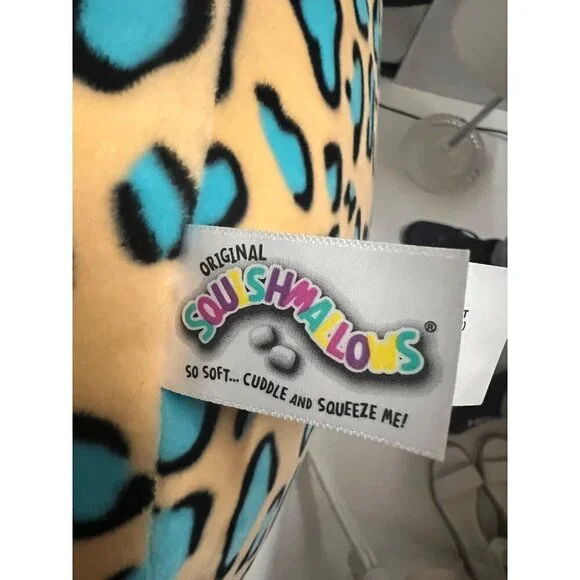 ORIGINAL
SQUISHMALLOWS®
SO SOFT... CUDDLE AND SQUEEZE ME!